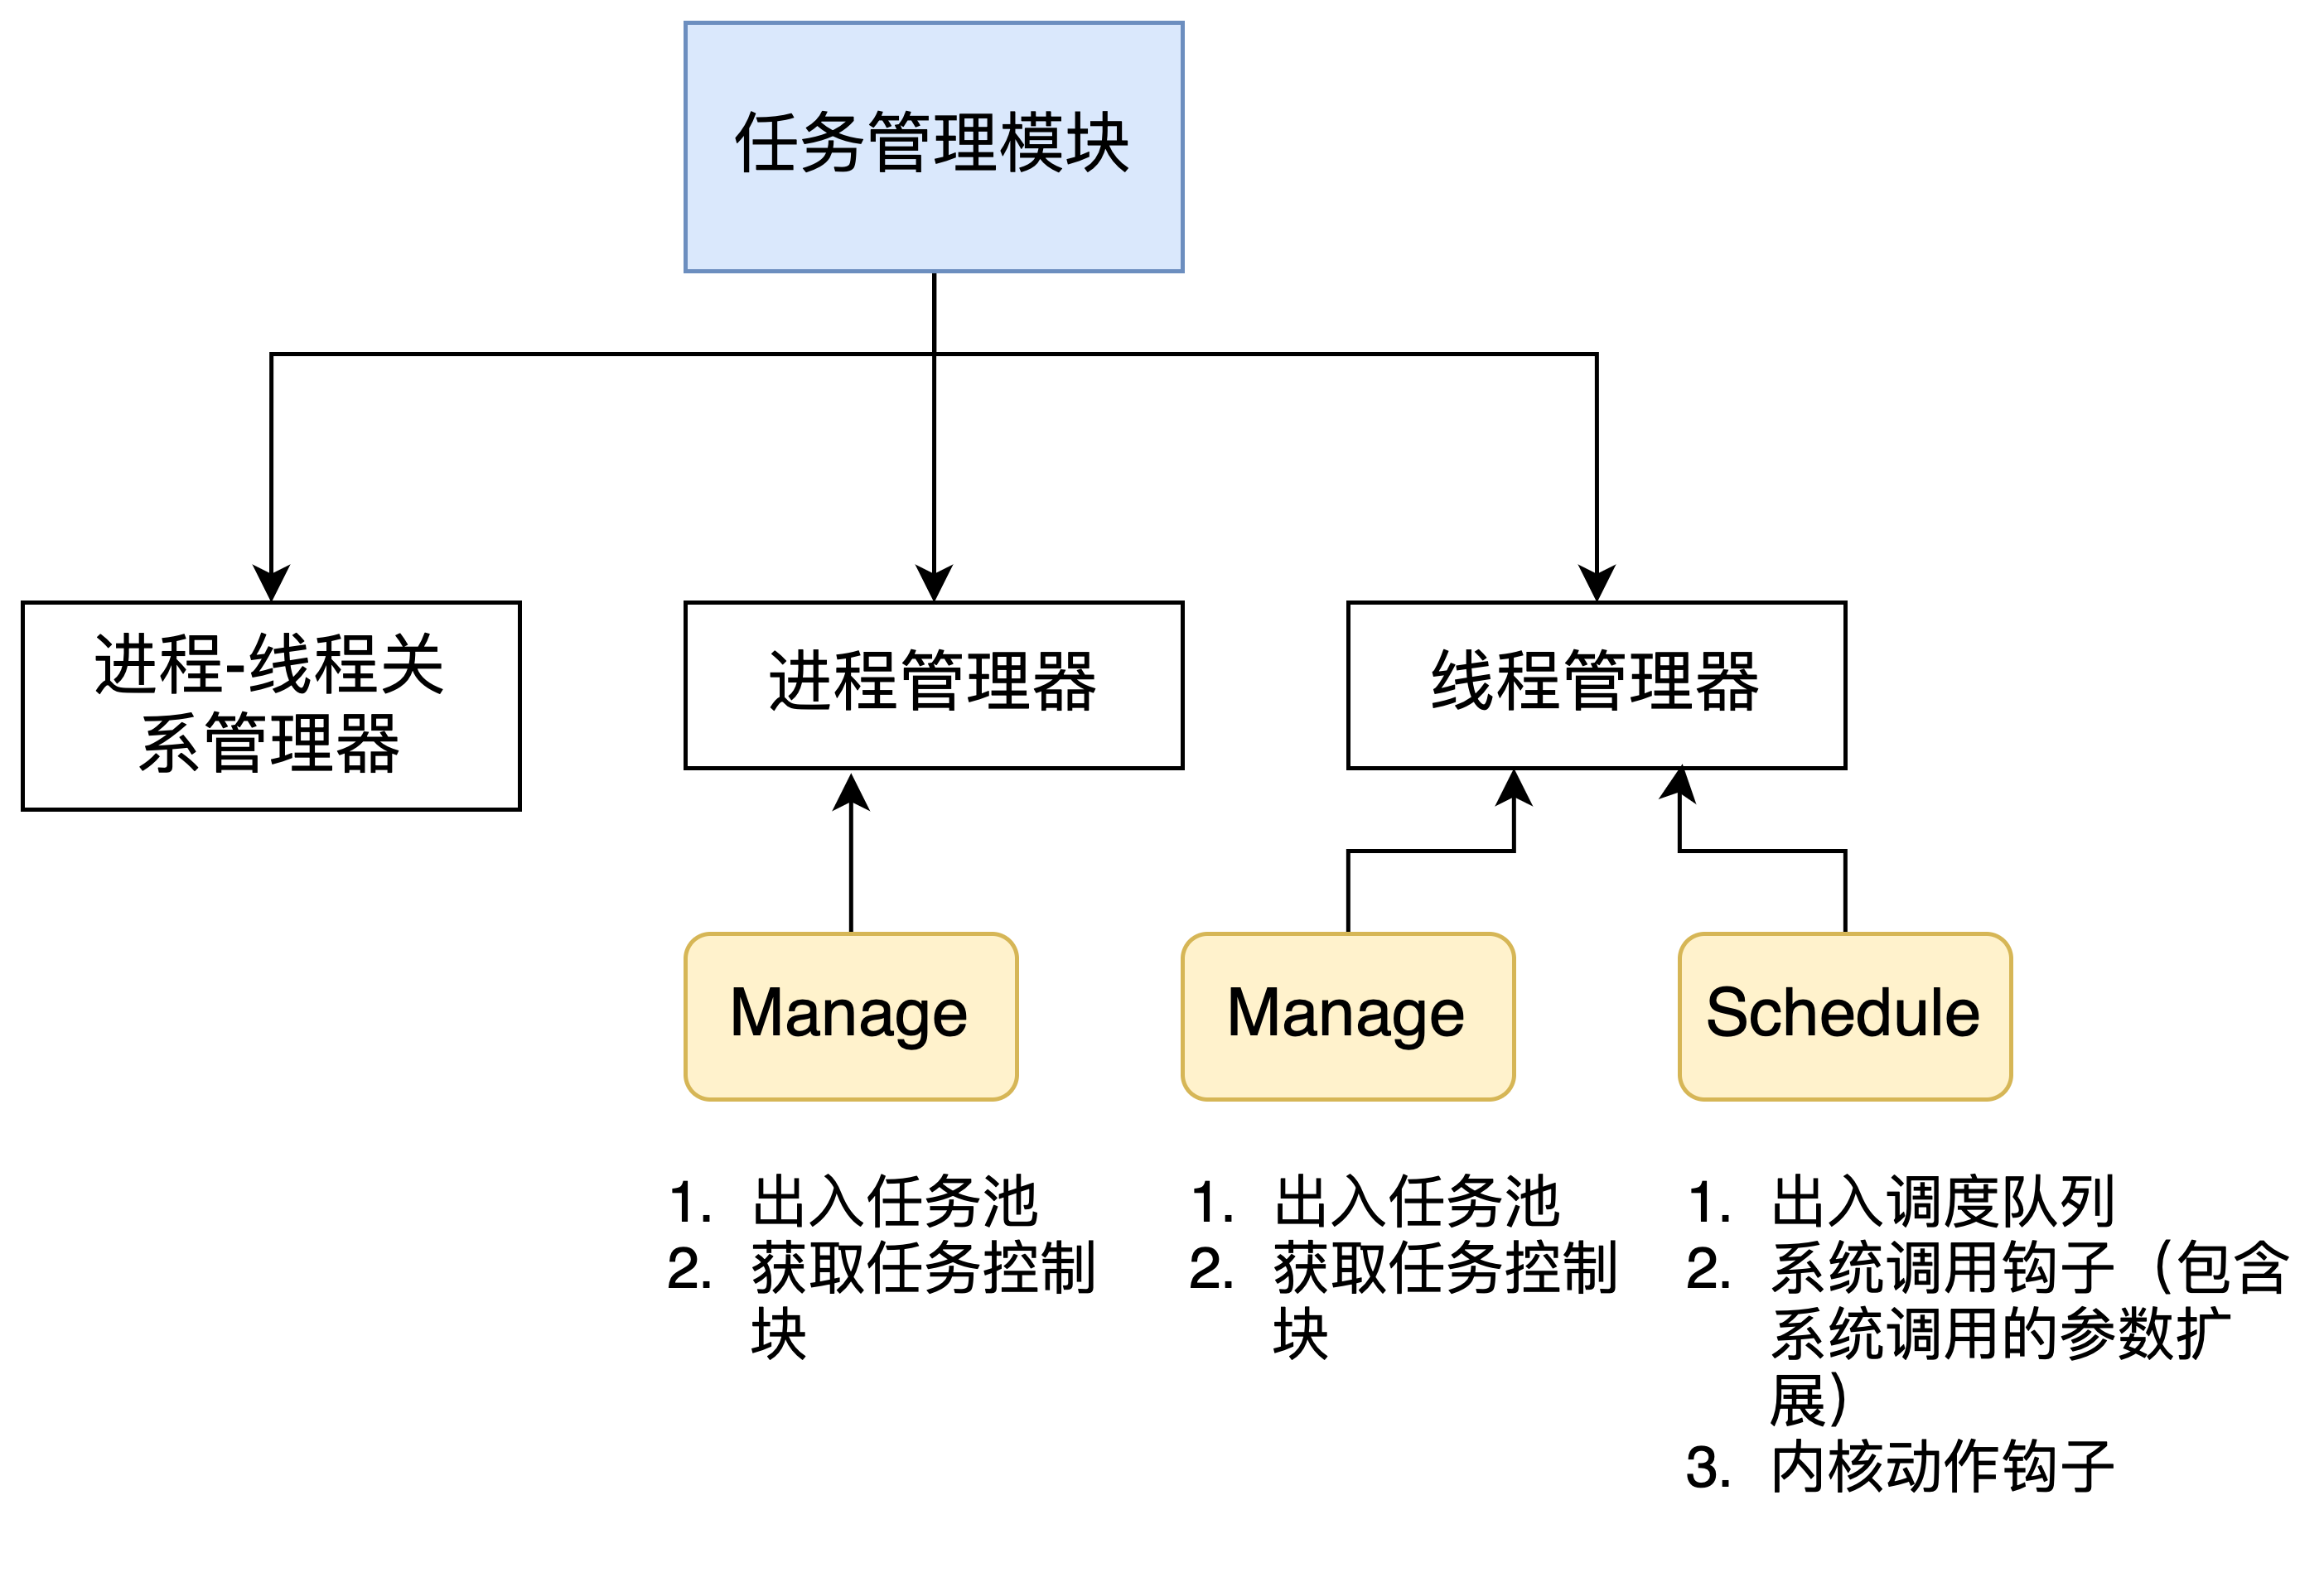 任务管理模块
进程-线程关
系管理器
进程管理器
线程管理器
Manage
Manage
Schedule
1. 出入任务池
2. 获取任务控制
块
1. 出入任务池
2. 获取任务控制
块
1. 出入调度队列
2. 系统调用钩子（包含
系统调用的参数扩
展）
3. 内核动作钩子